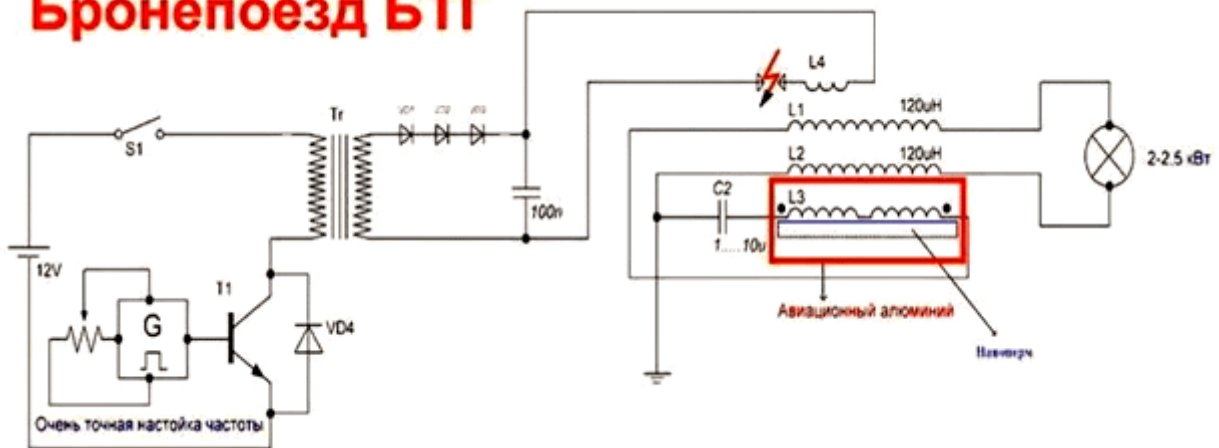 Бронепоезд БТГ
L4
Tr
S1
L1
120uH
L2
120uH
2-2.5 кВт
C2
L3
100n
1.....10u
12V
T1
G
VD4
Авиационный алюминий
Очень точная настойка частоты